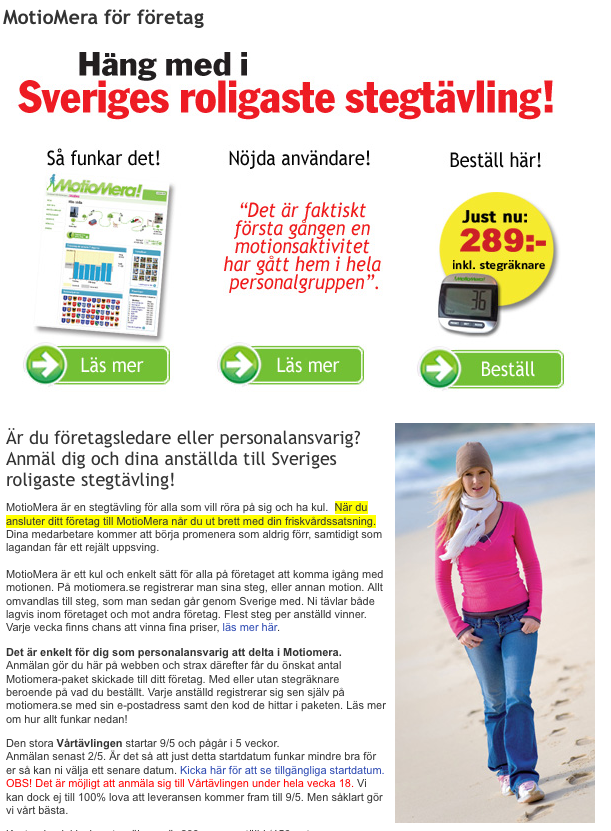 MotioMera för företag
Häng med i
Sveriges roligaste stegtävling!
Så funkar det!
Nöjda användare!
Beställ här!
MotioMera!
“Det är faktiskt
första gången en
motionsaktivitet
har gått hem i hela
personalgruppen”.
Just nu:
289:-
inkl. stegräknare
MotioMera!
36
Läs mer
Läs mer
Beställ
Är du företagsledare eller personalansvarig?
Anmäl dig och dina anställda till Sveriges
roligaste stegtävling!
MotioMera är en stegtävling för alla som vill röra på sig och ha kul. När du
ansluter ditt företag till MotioMera når du ut brett med din friskvårdssatsning.
Dina medarbetare kommer att börja promenera som aldrig förr, samtidigt som
lagandan får ett rejält uppsving.
MotioMera är ett kul och enkelt sätt för alla på företaget att komma igång med
motionen. På motiomera.se registrerar man sina steg, eller annan motion. Allt
omvandlas till steg, som man sedan går genom Sverige med. Ni tävlar både
lagvis inom företaget och mot andra företag. Flest steg per anställd vinner.
Varje vecka finns chans att vinna fina priser, läs mer här.
Det är enkelt för dig som personalansvarig att delta i Motiomera.
Anmälan gör du här på webben och strax därefter får du önskat antal
Motiomera-paket skickade till ditt företag. Med eller utan stegräknare
beroende på vad du beställt. Varje anställd registrerar sig sen själv på
motiomera.se med sin e-postadress samt den kod de hittar i paketen. Läs mer
om hur allt funkar nedan!
Den stora Vårtävlingen startar 9/5 och pågår i 5 veckor.
Anmälan senast 2/5. Är det så att just detta startdatum funkar mindre bra för
er så kan ni välja ett senare datum. Kicka här för att se tillgängliga startdatum.
OBS! Det är möjligt att anmäla sig till Vårtävlingen under hela vecka 18. Vi
kan dock ej till 100% lova att leveransen kommer fram till 9/5. Men såklart gör
vi vårt bästa.